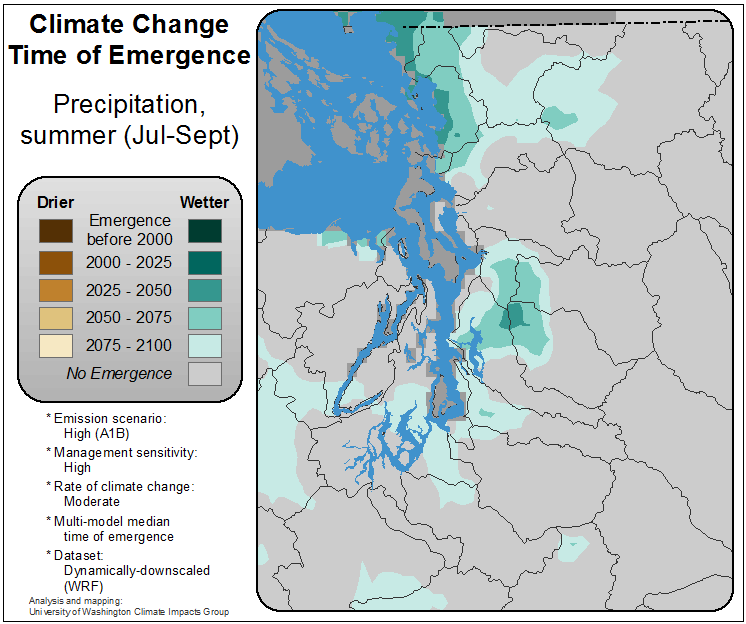 Climate Change
Time of Emergence
Precipitation,
summer (Jul-Sept)
Drier Wetter
Emergence
before 2000
2000 - 2025
2025 - 2050
2050 - 2075
2075 - 2100
No Emergence
* Emission scenario:
High (A1B)
* Management sensitivity:
High
* Rate of climate change:
Moderate
* Multi-model median
time of emergence
* Dataset:
Dynamically-downscaled
(WRF)
Analysis and mapping:
University of Washington Climate Impacts Group